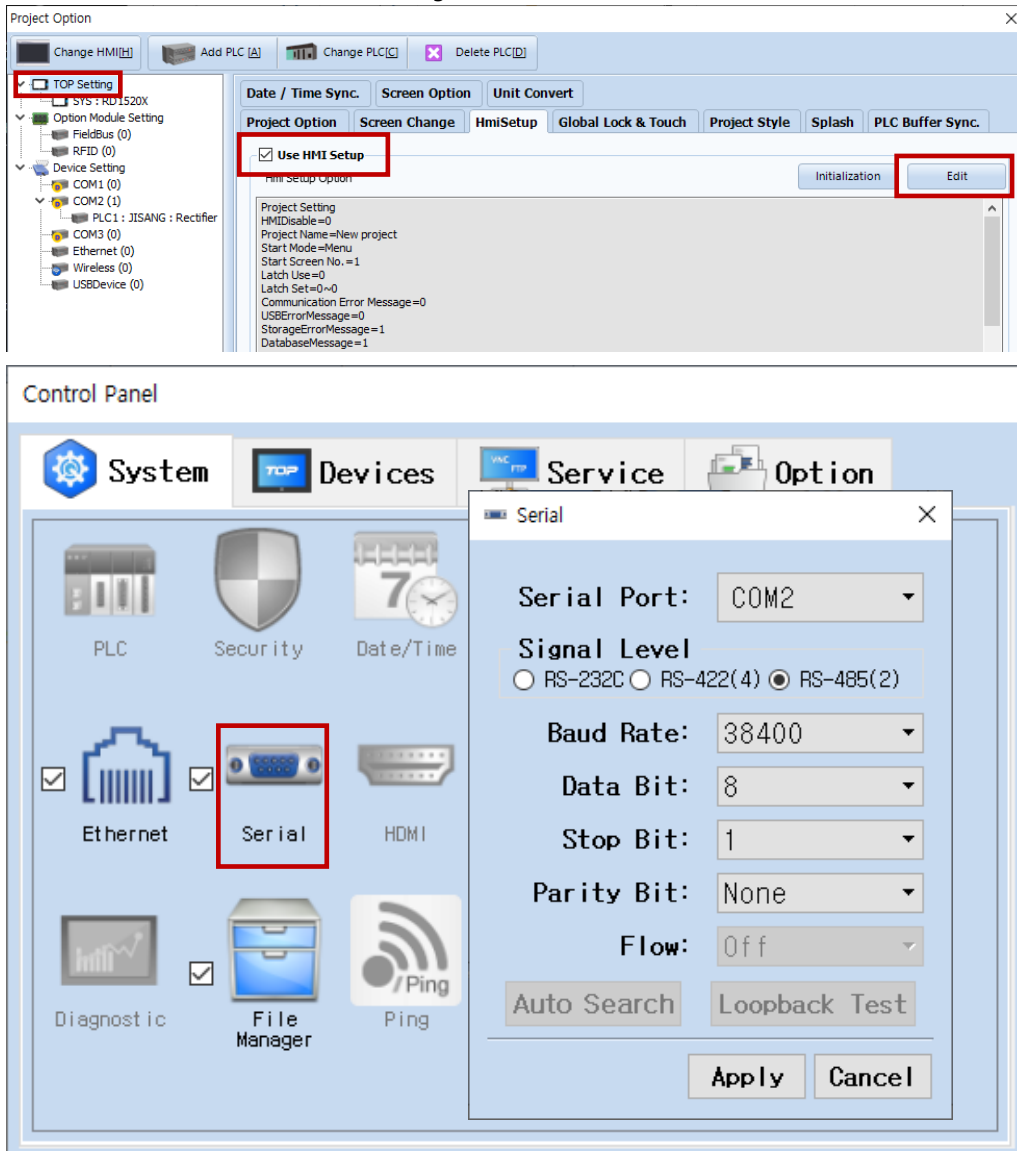 Project Option
Change HMI[H] Add PLC [A] Change PLC[C] Delete PLC[D]
TOP Setting
SYS : RD1520X
Option Module Setting
FieldBus (0)
RFID (0)
Device Setting
COM1 (0)
COM2 (1)
PLC1 : JISANG : Rectifier
COM3 (0)
Ethernet (0)
Wireless (0)
USBDevice (0)
Date / Time Sync. Screen Option Unit Convert
Project Option Screen Change HmiSetup Global Lock & Touch Project Style Splash PLC Buffer Sync.
Use HMI Setup
Hmi Setup Option
Initialization Edit
Project Setting
HMIDisable=0
Project Name=New project
Start Mode=Menu
Start Screen No.=1
Latch Use=0
Latch Set=0~0
Communication Error Message=0
USBErrorMessage=0
StorageErrorMessage=1
DatabaseMessage=1
Control Panel
System Devices Service Option
TOP
VNC
FTP
PLC Security Date/Time
7
Ethernet Serial HDMI
Diagnostic File Manager Ping
/Ping
Serial
Serial Port: COM2
Signal Level
RS-232C RS-422(4) RS-485(2)
Baud Rate: 38400
Data Bit: 8
Stop Bit: 1
Parity Bit: None
Flow: Off
Auto Search Loopback Test
Apply Cancel